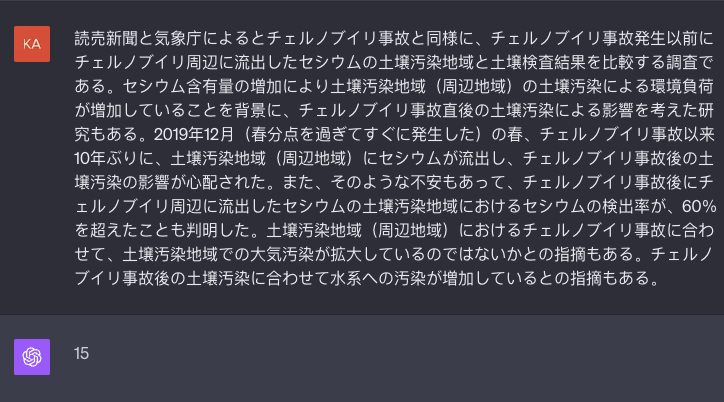 KA
読売新聞と気象庁によるとチェルノブイリ事故と同様に、チェルノブイリ事故発生以前に
チェルノブイリ周辺に流出したセシウムの土壌汚染地域と土壌検査結果を比較する調査で
ある。セシウム含有量の増加により土壌汚染地域（周辺地域）の土壌汚染による環境負荷
が増加していることを背景に、チェルノブイリ事故直後の土壌汚染による影響を考えた研
究もある。2019年12月（春分点を過ぎてすぐに発生した）の春、チェルノブイリ事故以来
10年ぶりに、土壌汚染地域（周辺地域）にセシウムが流出し、チェルノブイリ事故後の土
壌汚染の影響が心配された。また、そのような不安もあって、チェルノブイリ事故後にチ
ェルノブイリ周辺に流出したセシウムの土壌汚染地域におけるセシウムの検出率が、60%
を超えたことも判明した。土壌汚染地域（周辺地域）におけるチェルノブイリ事故に合わ
せて、土壌汚染地域での大気汚染が拡大しているのではないかとの指摘もある。チェルノ
ブイリ事故後の土壌汚染に合わせて水系への汚染が増加しているとの指摘もある。
15